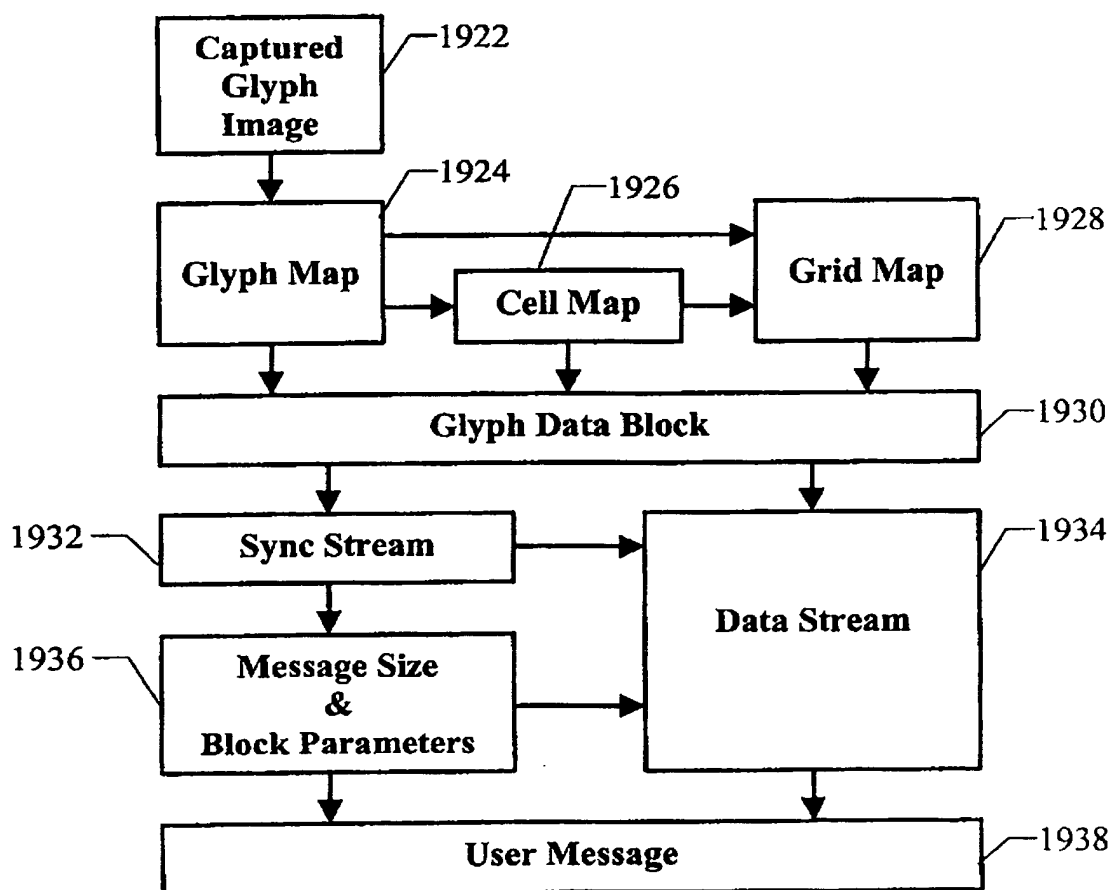 Captured
Glyph
Image
1922
1924
1926
1928
Glyph Map
Cell Map
Grid Map
Glyph Data Block
1930
1932
Sync Stream
1934
Data Stream
1936
Message Size
&
Block Parameters
User Message
1938